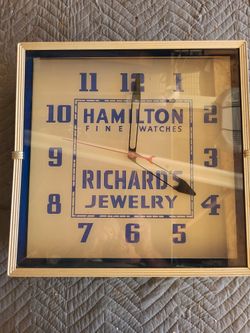 11 12 1
10 HAMILTON 2
FINE WATCHES
9 RICHARD'S 3
8 JEWELRY 4
7 6 5